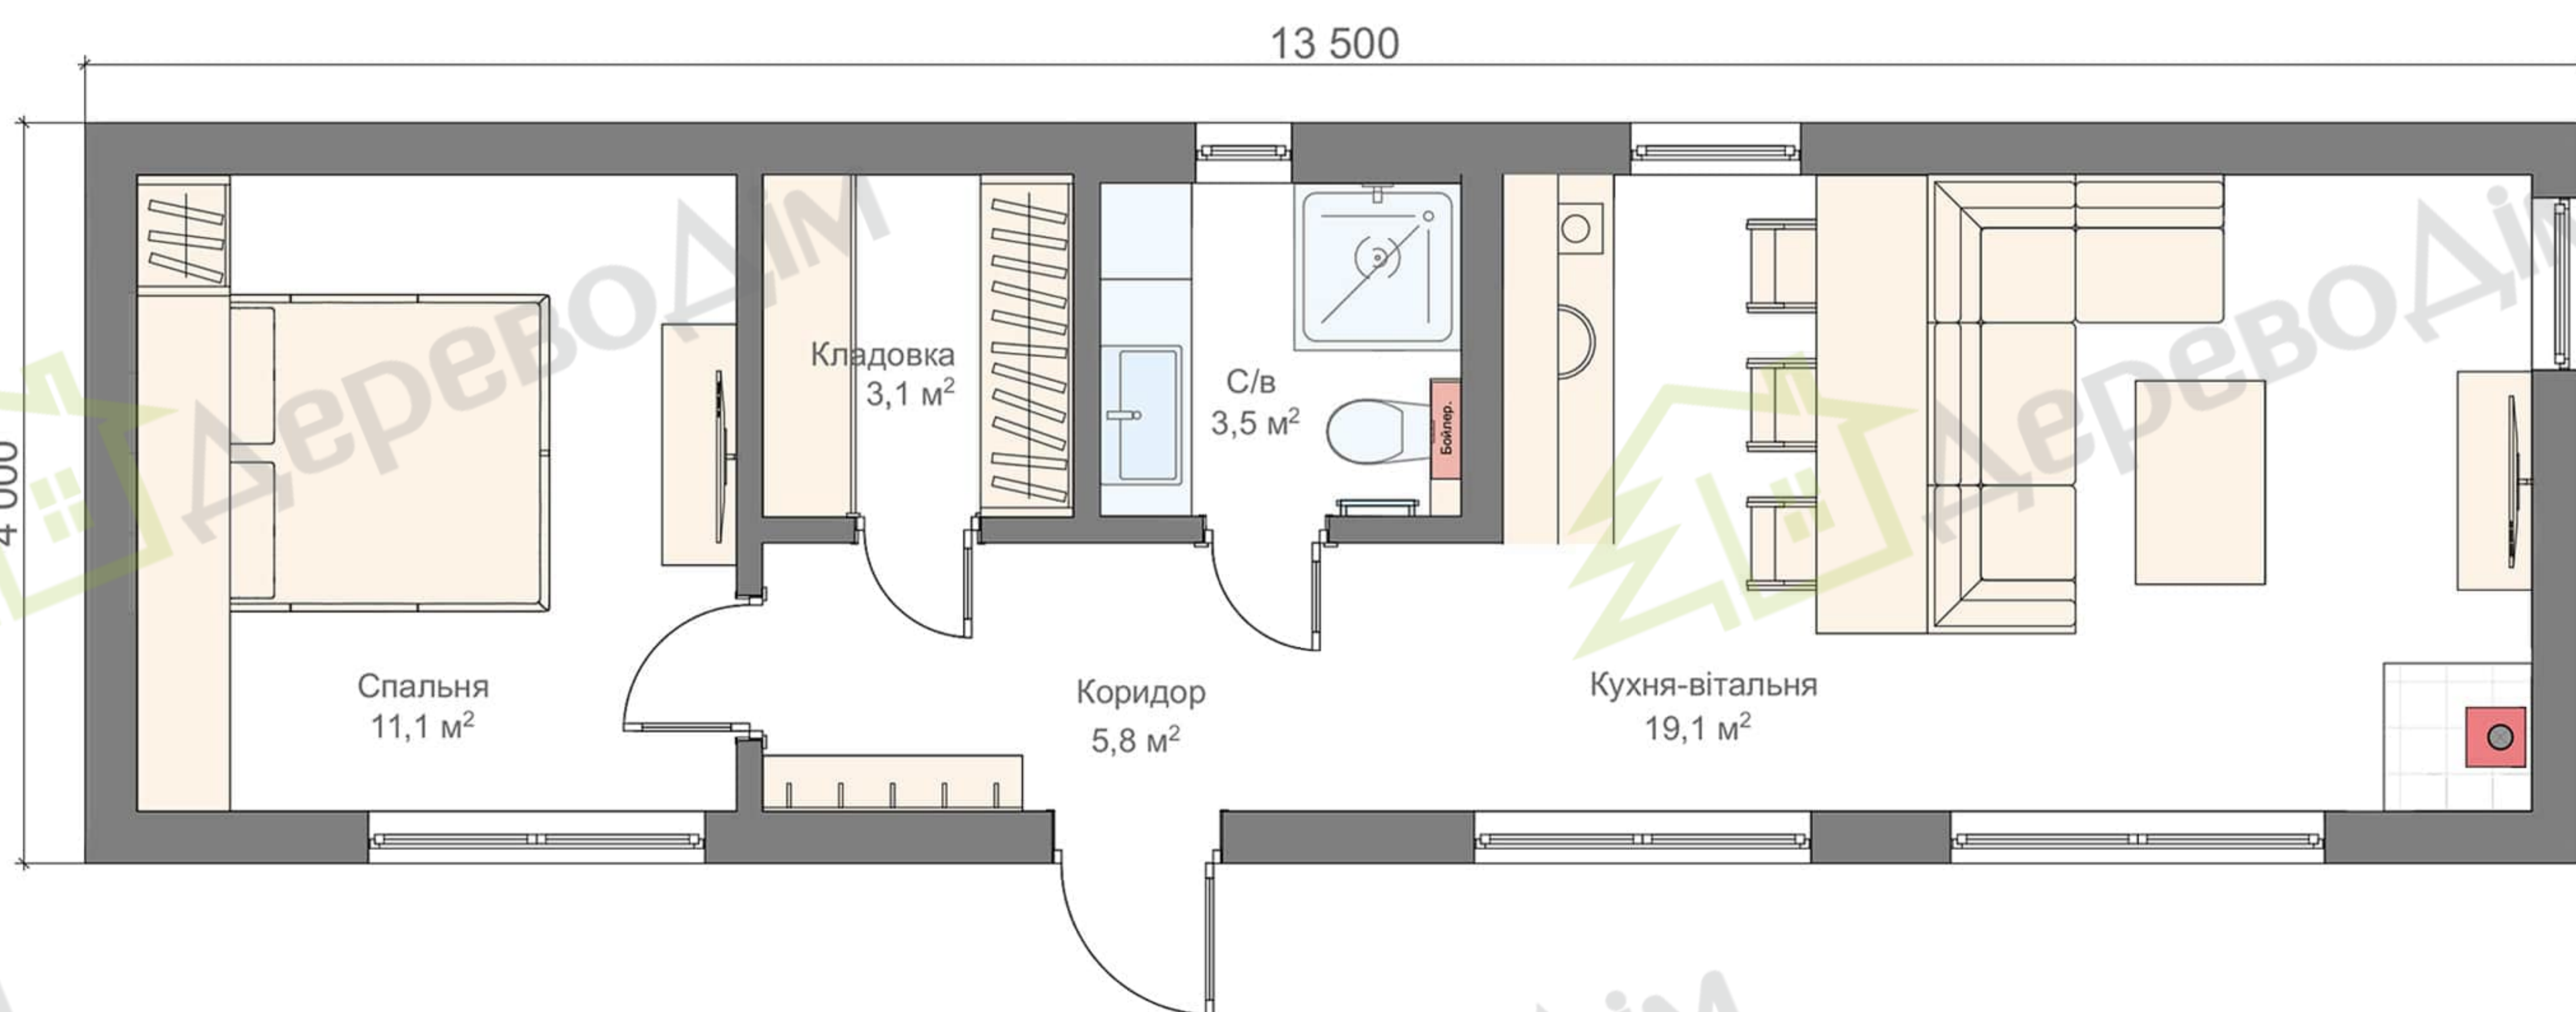 13 500
4 000
ДеревоДім
ДеревоДім
Кладовка
3,1 м²
С/в
3,5 м²
Бойлер.
Спальня
11,1 м²
Коридор
5,8 м²
Кухня-вітальня
19,1 м²